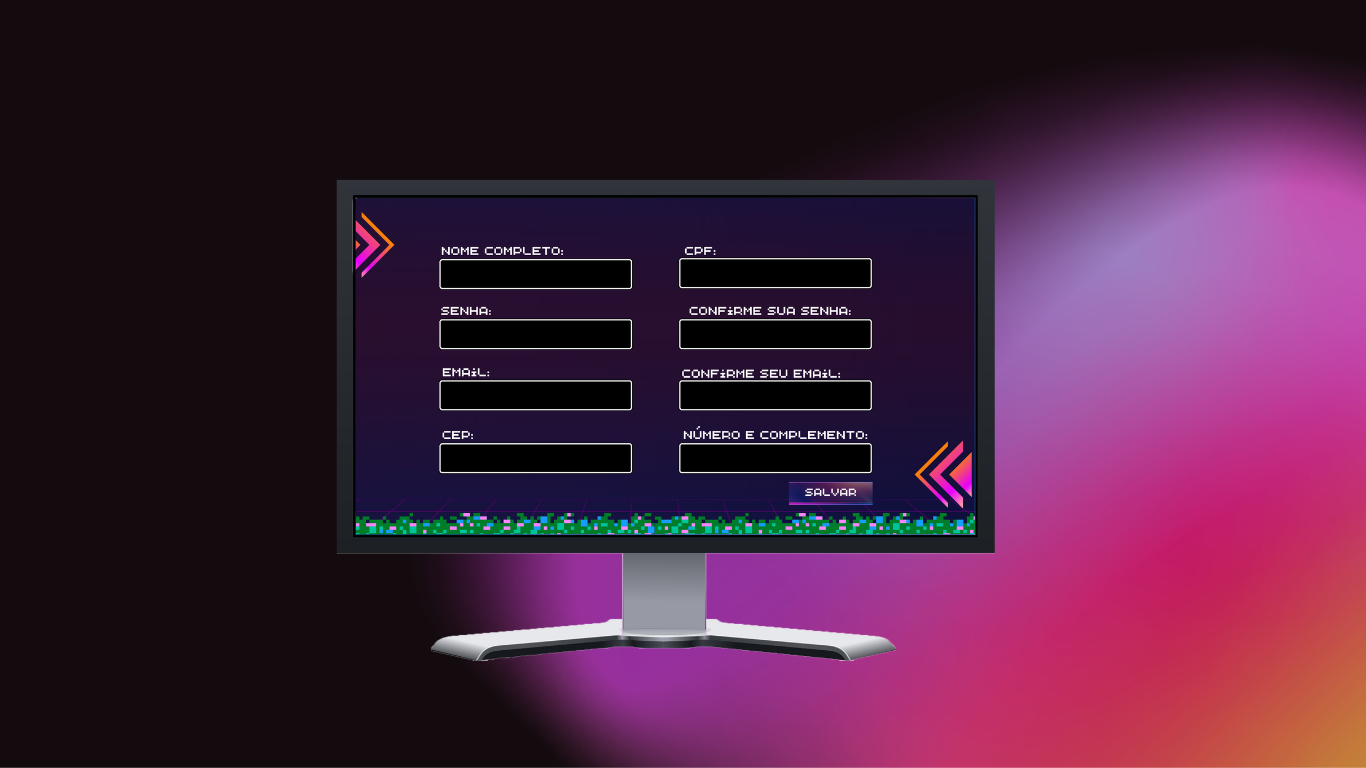 NOME COMPLETO:
CPF:
SENHA:
CONFiRME SUA SENHA:
EMAiL:
CONFiRME SEU EMAiL:
CEP:
NÚMERO E COMPLEMENTO:
SALVAR